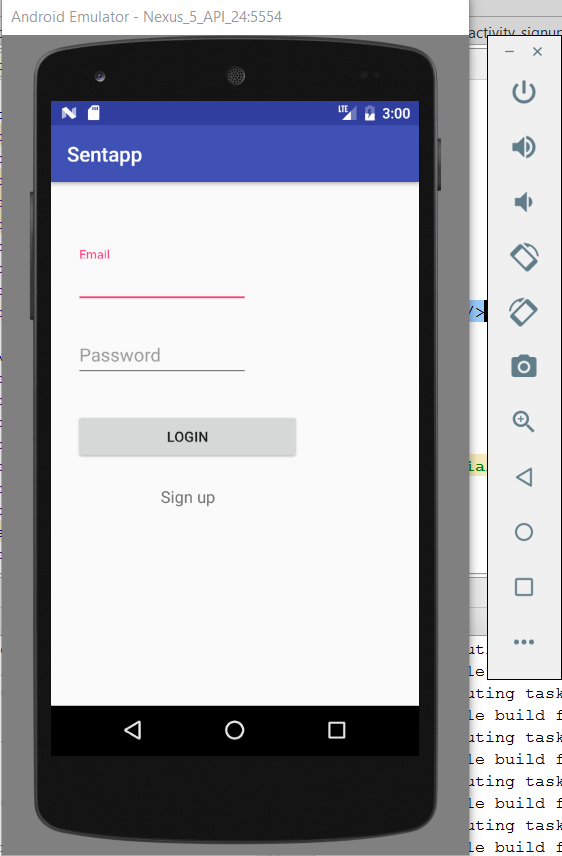 Android Emulator - Nexus_5_API_24:5554
activity_signup
LTE 3:00
Sentapp
Email
/>
Password
LOGIN
Sign up
uting task
le build f
uting task
le build f
uting task
le build f
uting task
le build f